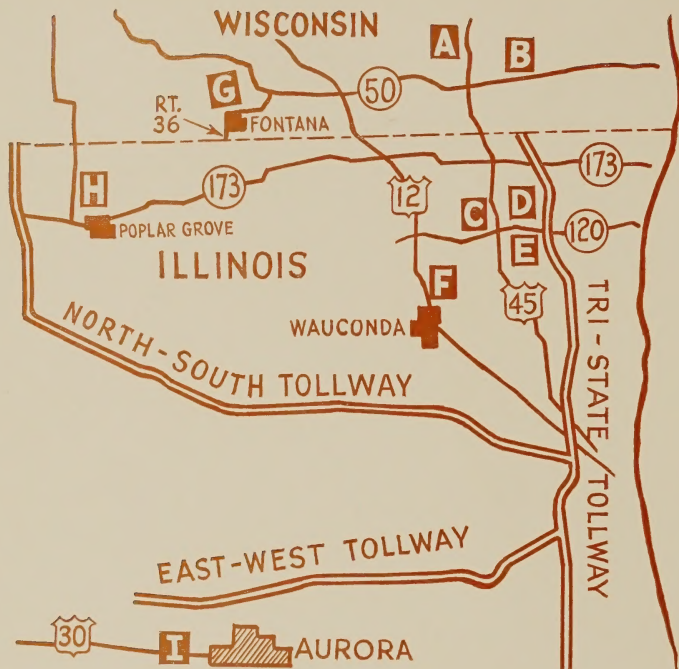 WISCONSIN
A
B
G
50
RT.
36
FONTANA
173
173
H
12
C
D
120
POPLAR GROVE
E
ILLINOIS
F
45
WAUCONDA
NORTH-SOUTH TOLLWAY
TRI-STATE TOLLWAY
EAST-WEST TOLLWAY
30
I
AURORA